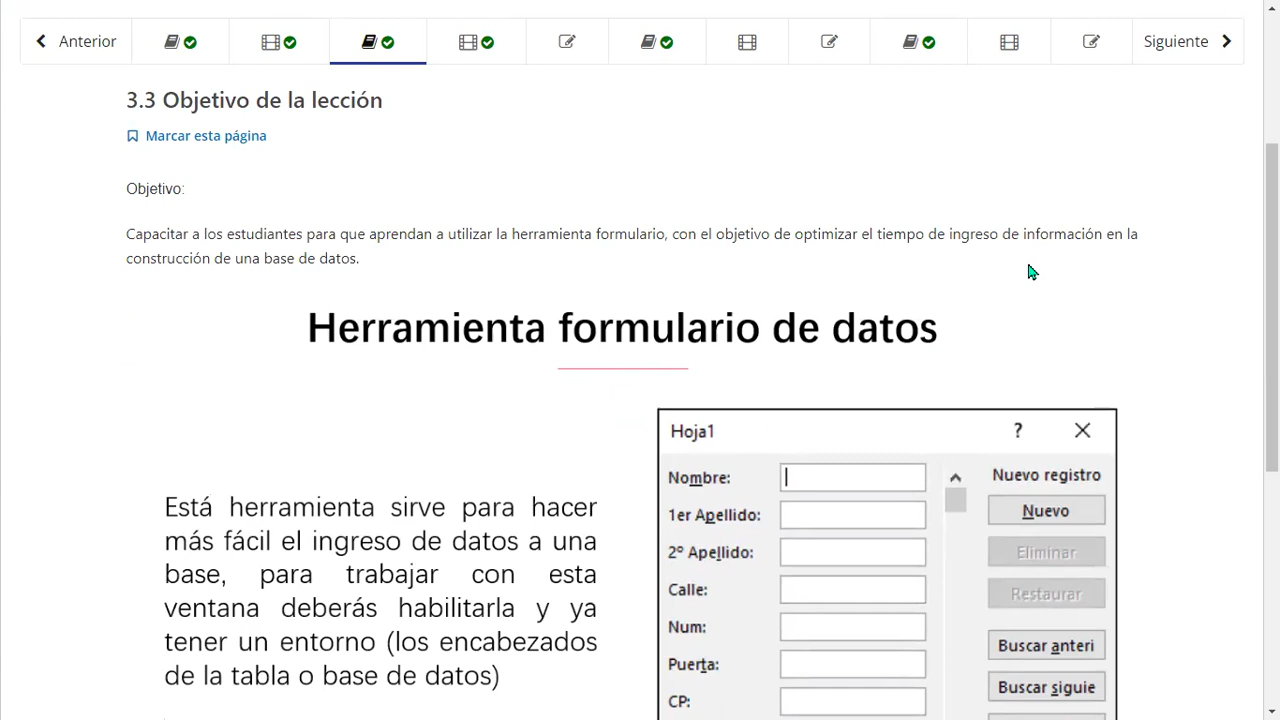 Anterior
Siguiente
3.3 Objetivo de la lección
Marcar esta página
Objetivo:
Capacitar a los estudiantes para que aprendan a utilizar la herramienta formulario, con el objetivo de optimizar el tiempo de ingreso de información en la
construcción de una base de datos.
Herramienta formulario de datos
Está herramienta sirve para hacer
más fácil el ingreso de datos a una
base, para trabajar con esta
ventana deberás habilitarla y ya
tener un entorno (los encabezados
de la tabla o base de datos)
Hoja1 ?
Nombre:
1er Apellido:
2º Apellido:
Calle:
Num:
Puerta:
CP:
Nuevo registro
Nuevo
Eliminar
Restaurar
Buscar anteri
Buscar siguie